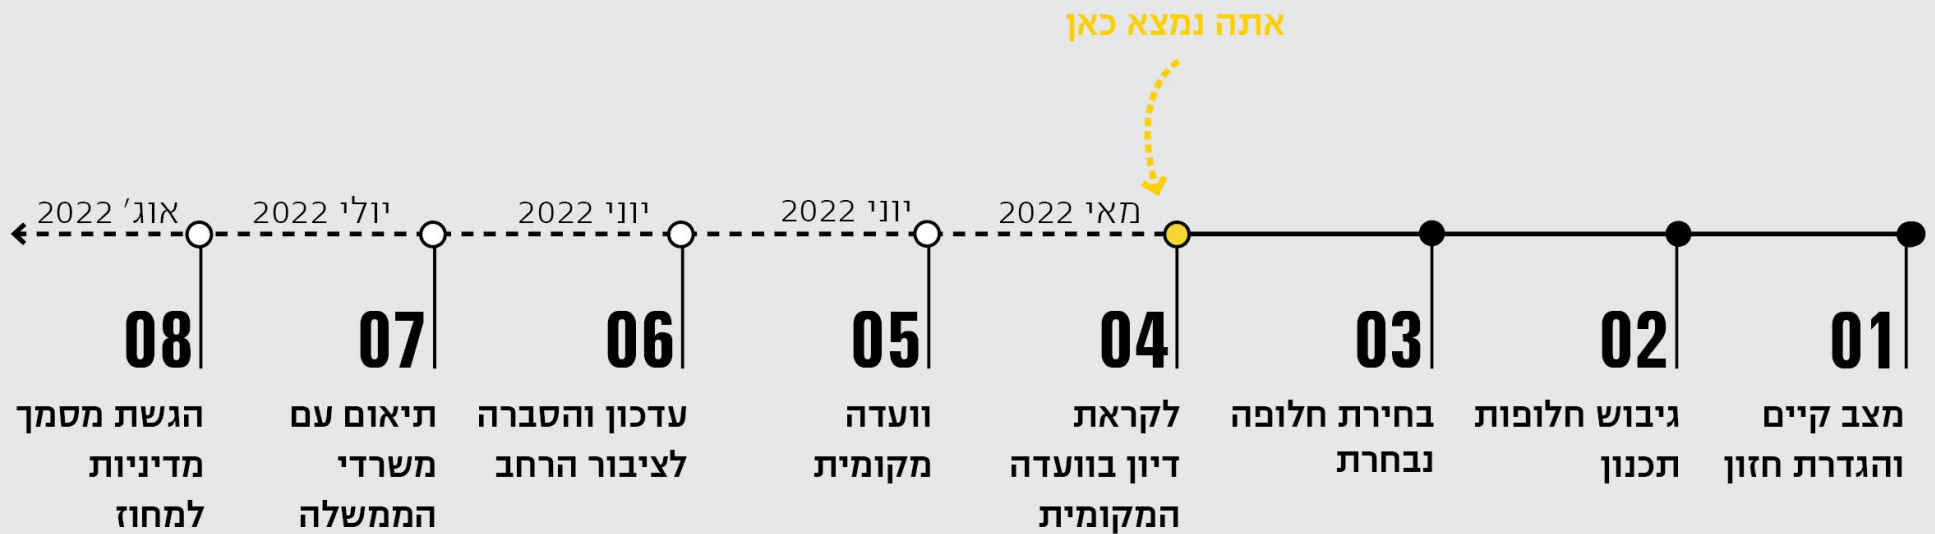 אתה נמצא כאן
מאי 2022
יוני 2022
יוני 2022
יולי 2022
אוג' 2022
01
מצב קיים
והגדרת חזון
02
גיבוש חלופות
תכנון
03
בחירת חלופה
נבחרת
04
לקראת
דיון בוועדה
המקומית
05
וועדה
מקומית
06
עדכון והסברה
לציבור הרחב
07
תיאום עם
משרדי
הממשלה
08
הגשת מסמך
מדיניות
למחוז